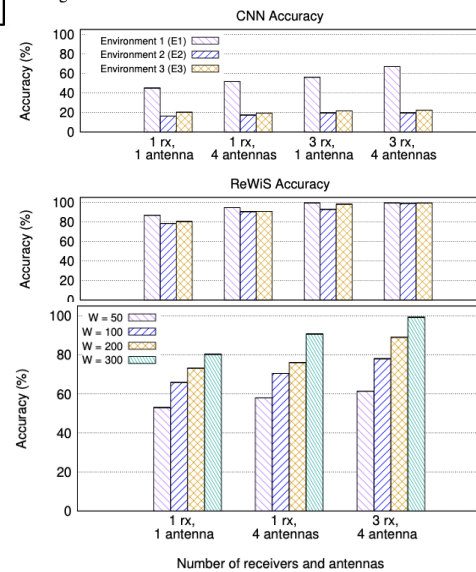 CNN Accuracy
100
80
60
40
20
0
Accuracy (%)
Environment 1 (E1)
Environment 2 (E2)
Environment 3 (E3)
1 rx,
1 antenna
1 rx,
4 antennas
3 rx,
1 antenna
3 rx,
4 antennas
ReWiS Accuracy
100
80
60
40
20
0
Accuracy (%)
100
80
60
40
20
0
Accuracy (%)
W = 50
W = 100
W = 200
W = 300
1 rx,
1 antenna
1 rx,
4 antennas
3 rx,
4 antenna
Number of receivers and antennas